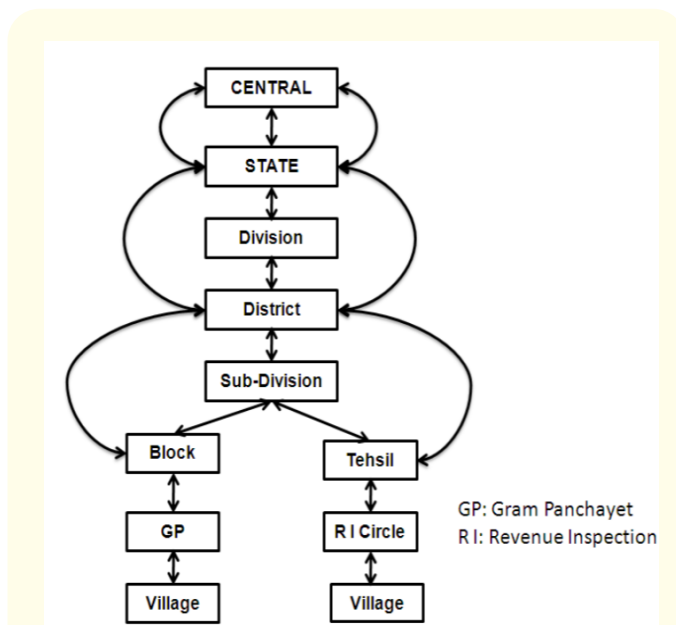 CENTRAL
STATE
Division
District
Sub-Division
Block
Tehsil
GP
R I Circle
Village
Village
GP: Gram Panchayet
R I: Revenue Inspection